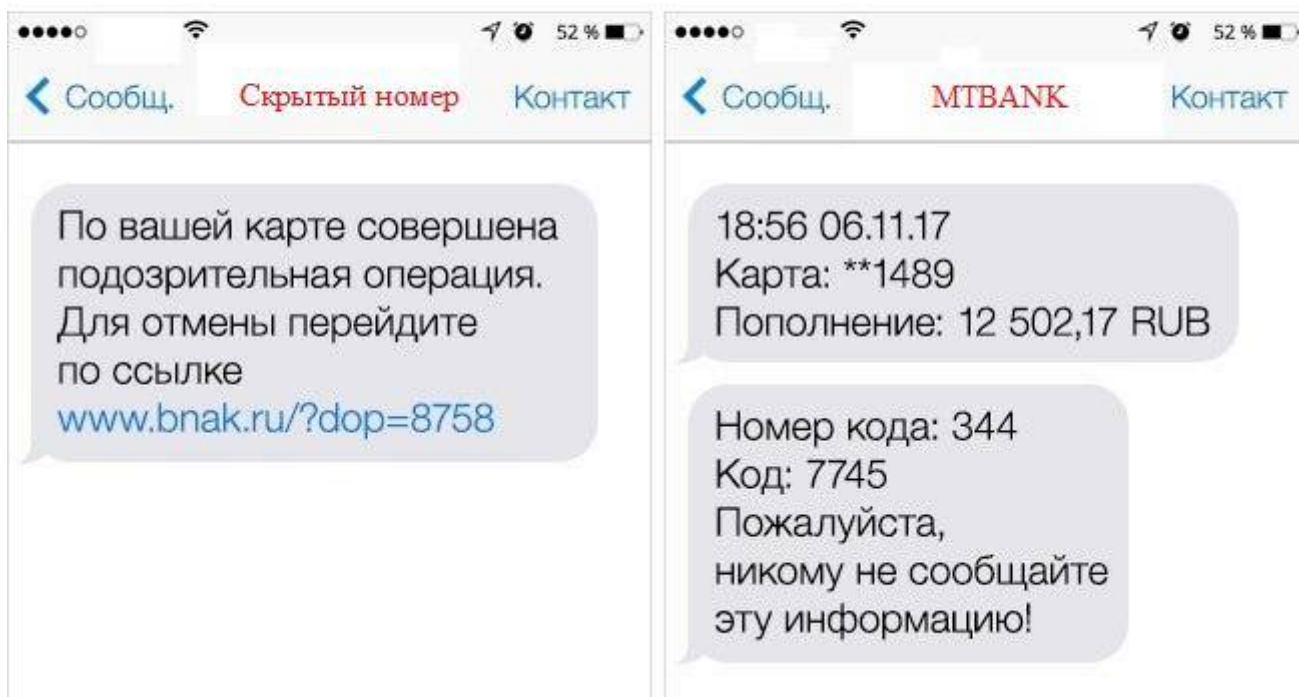 52 %
Сообщ. Скрытый номер Контакт
По вашей карте совершена
подозрительная операция.
Для отмены перейдите
по ссылке
www.bnak.ru/?dop=8758
52 %
Сообщ. MTBANK Контакт
18:56 06.11.17
Карта: **1489
Пополнение: 12 502,17 RUB
Номер кода: 344
Код: 7745
Пожалуйста,
никому не сообщайте
эту информацию!